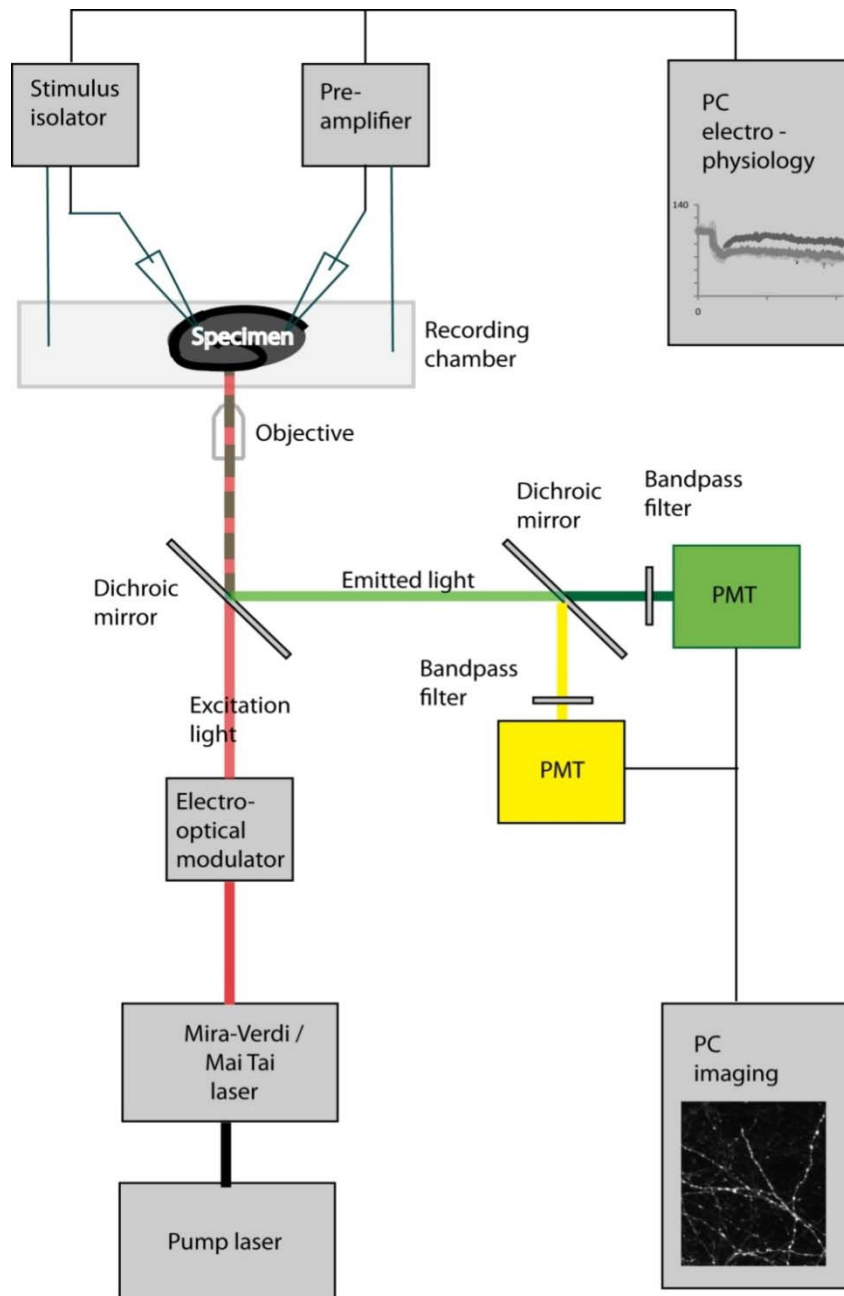 Stimulus
isolator
Pre-
amplifier
PC
electro -
physiology
140
0
Specimen
Recording
chamber
Objective
Dichroic
mirror
Bandpass
filter
Dichroic
mirror
Emitted light
PMT
Bandpass
filter
Excitation
light
PMT
Electro-
optical
modulator
Mira-Verdi /
Mai Tai
laser
PC
imaging
Pump laser